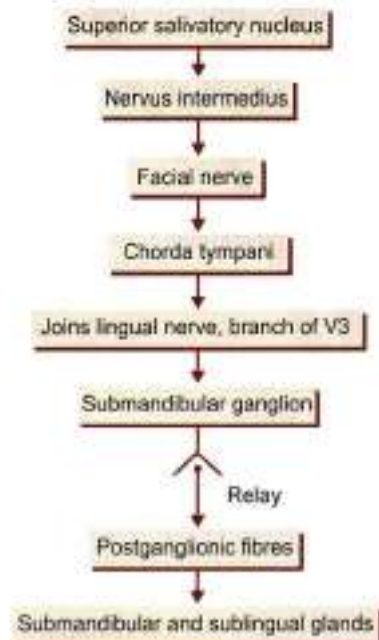 Superior salivatory nucleus
Nervus intermedius
Facial nerve
Chorda tympani
Joins lingual nerve, branch of V3
Submandibular ganglion
Relay
Postganglionic fibres
Submandibular and sublingual glands